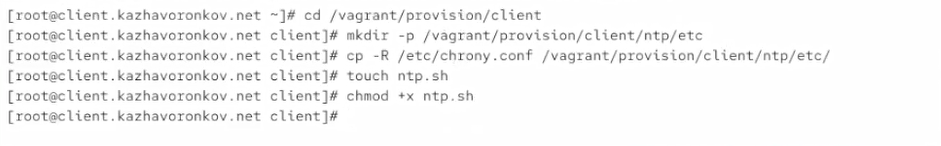 [root@client.kazhavoronkov.net ~]# cd /vagrant/provision/client
[root@client.kazhavoronkov.net client]# mkdir -p /vagrant/provision/client/ntp/etc
[root@client.kazhavoronkov.net client]# cp -R /etc/chrony.conf /vagrant/provision/client/ntp/etc/
[root@client.kazhavoronkov.net client]# touch ntp.sh
[root@client.kazhavoronkov.net client]# chmod +x ntp.sh
[root@client.kazhavoronkov.net client]#